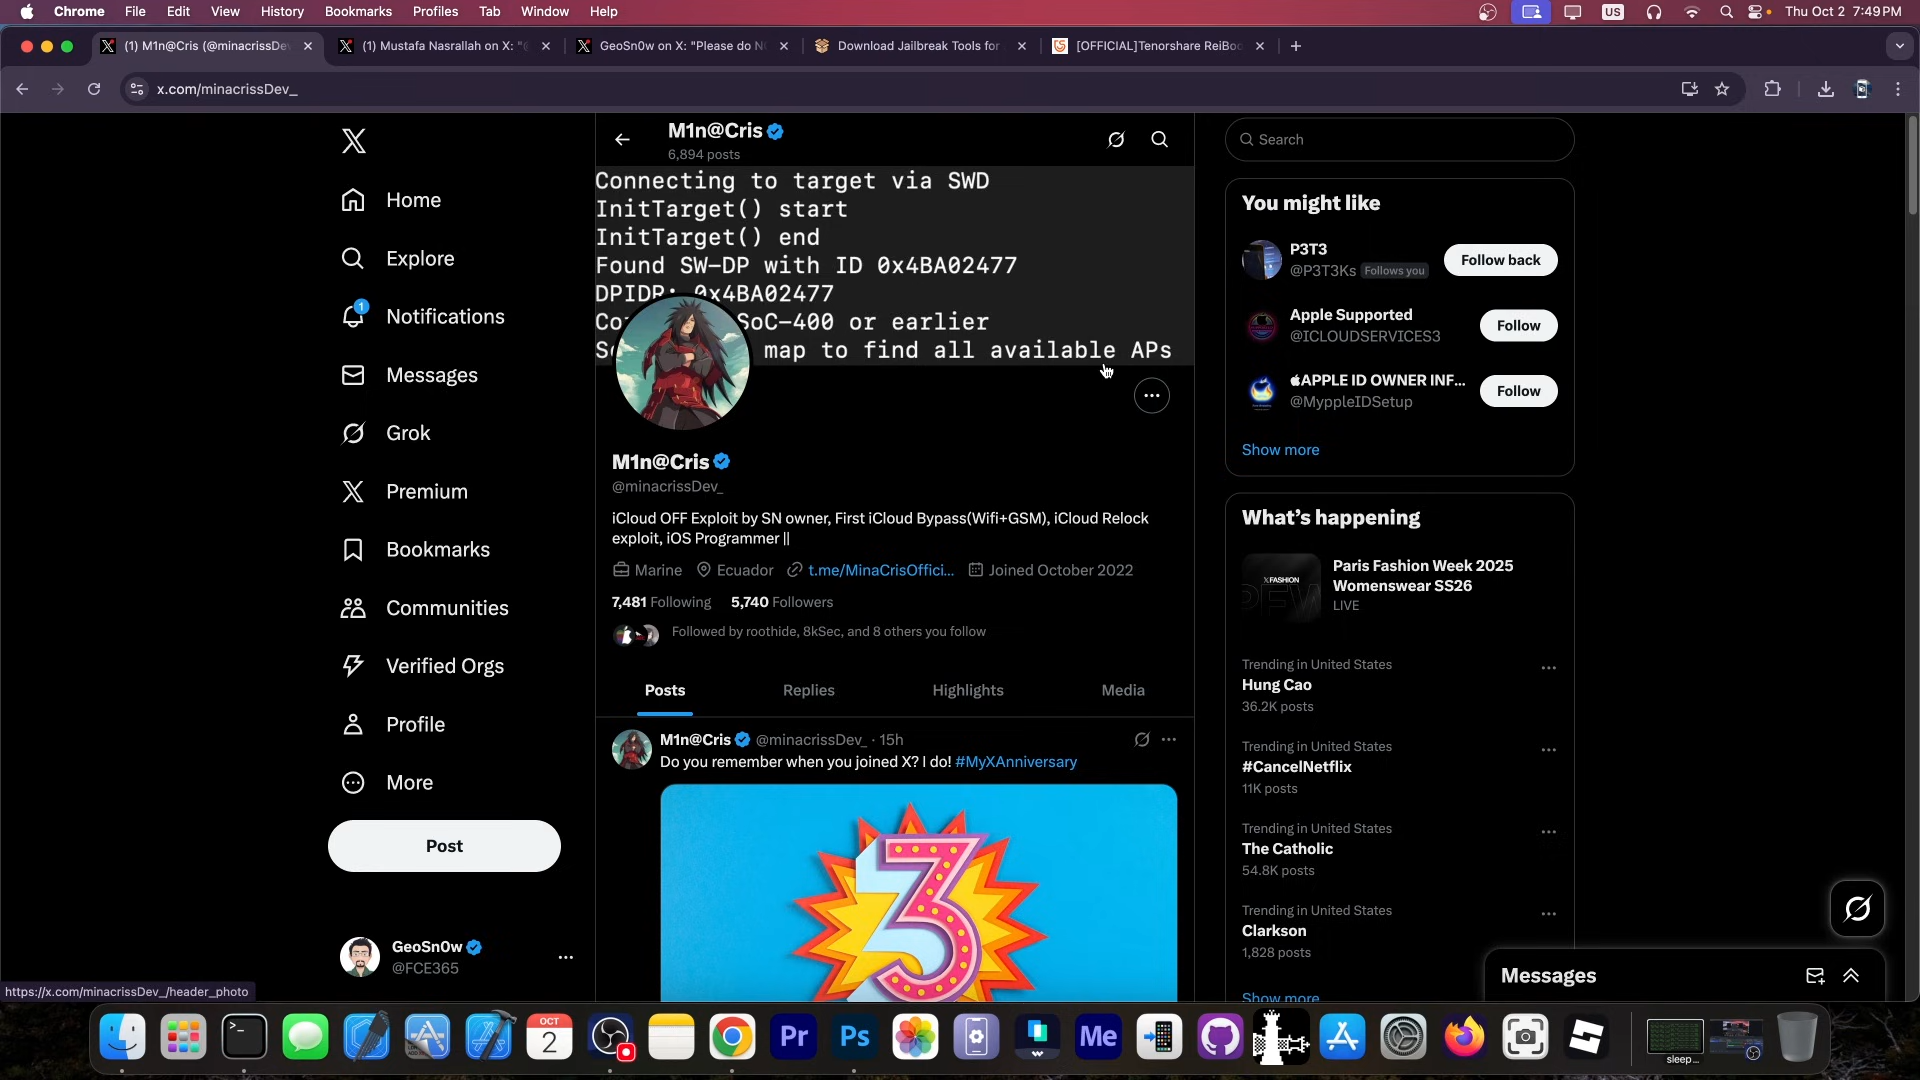 Chrome File Edit View History Bookmarks Profiles Tab Window Help
US
Thu Oct 2 7:49 PM
(1) M1n@Cris (@minacrissDev
(1) Mustafa Nasrallah on X: "@
GeoSn0w on X: "Please do N
Download Jailbreak Tools for
[OFFICIAL]Tenorshare ReiBoo
x.com/minacrissDev_
Home
Explore
1
Notifications
Messages
Grok
Premium
Bookmarks
Communities
Verified Orgs
Profile
More
Post
GeoSn0w
@FCE365
https://x.com/minacrissDev_/header_photo
M1n@Cris
6,894 posts
Connecting to target via SWD
InitTarget() start
InitTarget() end
Found SW-DP with ID 0x4BA02477
DPIDR: 0x4BA02477
SoC-400 or earlier
map to find all available APs
M1n@Cris
@minacrissDev_
iCloud OFF Exploit by SN owner, First iCloud Bypass(Wifi+GSM), iCloud Relock
exploit, iOS Programmer ||
Marine Ecuador t.me/MinaCrisOffici... Joined October 2022
7,481 Following 5,740 Followers
Followed by roothide, 8kSec, and 8 others you follow
Posts Replies Highlights Media
M1n@Cris @minacrissDev_ · 15h
Do you remember when you joined X? I do! #MyXAnniversary
3
Search
You might like
P3T3
@P3T3Ks Follows you
Follow back
Apple Supported
@ICLOUDSERVICES3
Follow
APPLE ID OWNER INF...
@MyppleIDSetup
Follow
Show more
What's happening
XFASHION
Paris Fashion Week 2025
Womenswear SS26
LIVE
Trending in United States
Hung Cao
36.2K posts
Trending in United States
#CancelNetflix
11K posts
Trending in United States
The Catholic
54.8K posts
Trending in United States
Clarkson
1,828 posts
Show more
Messages
OCT
2
Pr
Ps
Me
sleep...